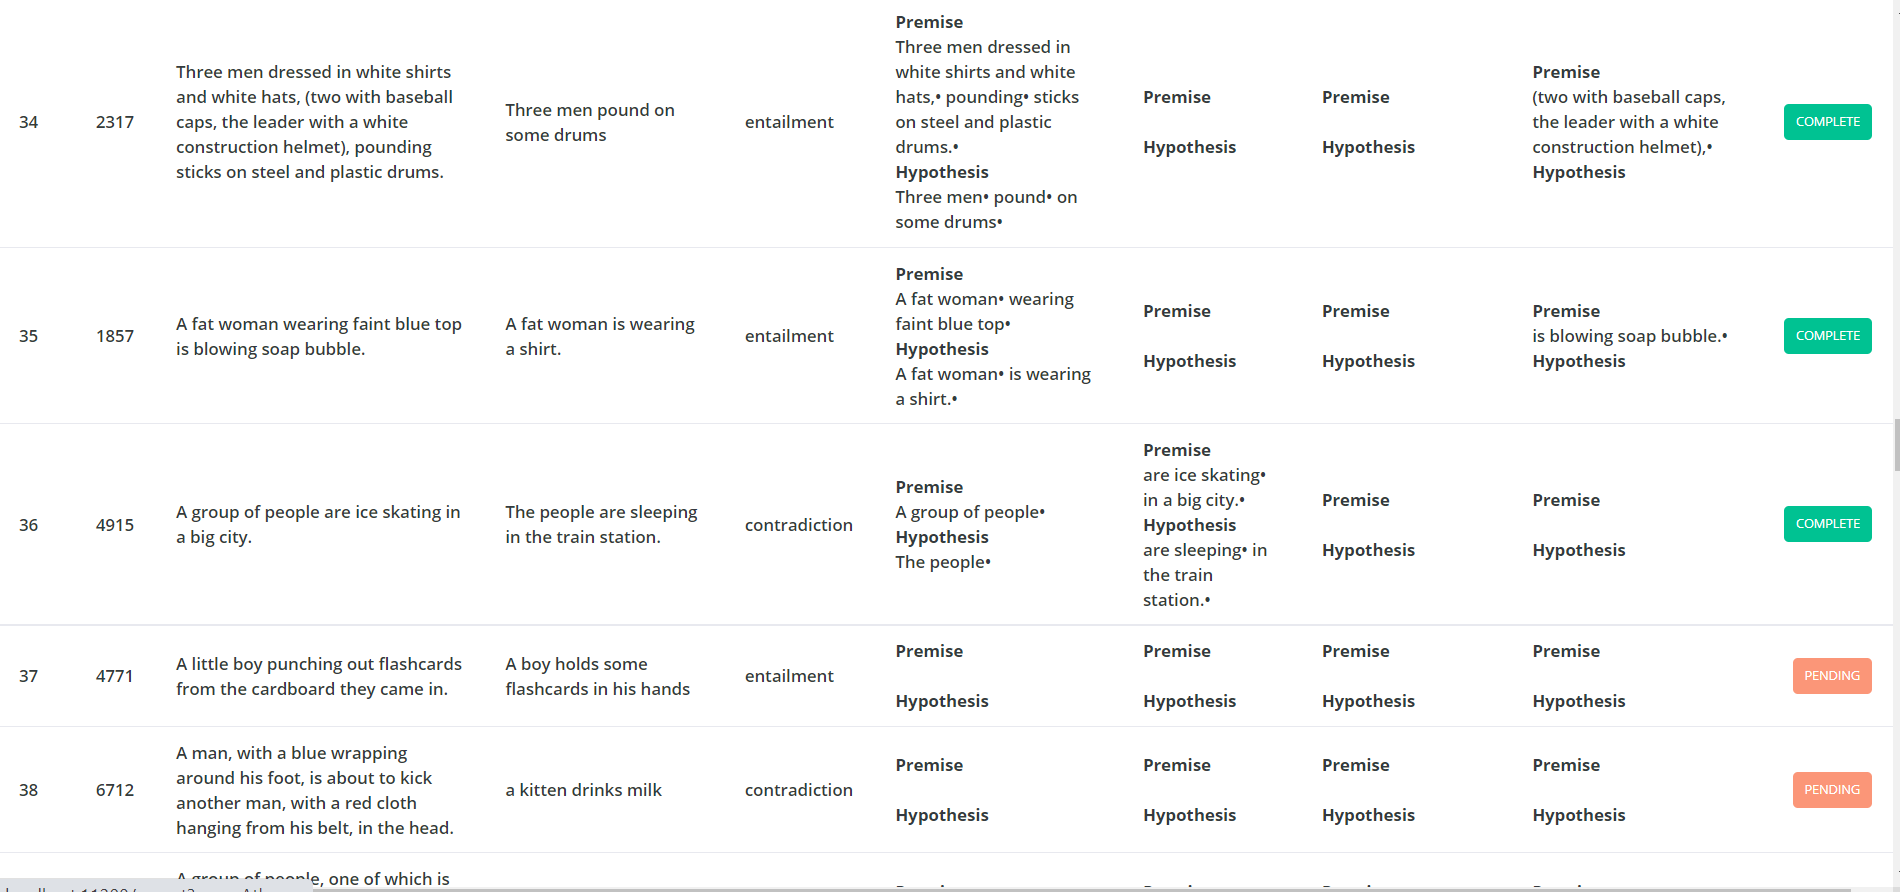 34
2317
Three men dressed in white shirts
and white hats, (two with baseball
caps, the leader with a white
construction helmet), pounding
sticks on steel and plastic drums.
Three men pound on
some drums
entailment
Premise
Three men dressed in
white shirts and white
hats,• pounding• sticks
on steel and plastic
drums.•
Hypothesis
Three men• pound• on
some drums•
Premise
Hypothesis
Premise
Hypothesis
Premise
(two with baseball caps,
the leader with a white
construction helmet),•
Hypothesis
COMPLETE
35
1857
A fat woman wearing faint blue top
is blowing soap bubble.
A fat woman is wearing
a shirt.
entailment
Premise
A fat woman• wearing
faint blue top•
Hypothesis
A fat woman• is wearing
a shirt.•
Premise
Hypothesis
Premise
Hypothesis
Premise
is blowing soap bubble.•
Hypothesis
COMPLETE
36
4915
A group of people are ice skating in
a big city.
The people are sleeping
in the train station.
contradiction
Premise
A group of people•
Hypothesis
The people•
Premise
are ice skating•
in a big city.•
Hypothesis
are sleeping• in
the train
station.•
Premise
Hypothesis
Premise
Hypothesis
COMPLETE
37
4771
A little boy punching out flashcards
from the cardboard they came in.
A boy holds some
flashcards in his hands
entailment
Premise
Hypothesis
Premise
Hypothesis
Premise
Hypothesis
Premise
Hypothesis
PENDING
38
6712
A man, with a blue wrapping
around his foot, is about to kick
another man, with a red cloth
hanging from his belt, in the head.
a kitten drinks milk
contradiction
Premise
Hypothesis
Premise
Hypothesis
Premise
Hypothesis
Premise
Hypothesis
PENDING
A group of people, one of which is